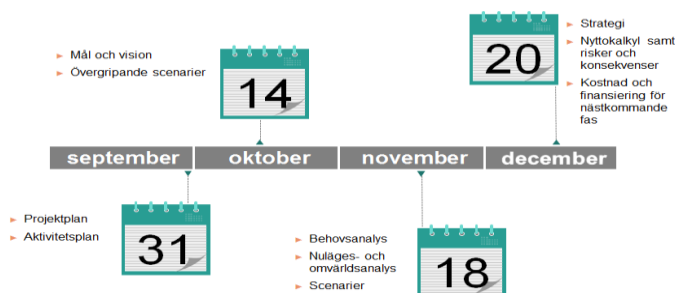 ► Mål och vision
► Övergripande scenarier
14
20
► Strategi
► Nyttokalkyl samt
risker och
konsekvenser
► Kostnad och
finansiering för
nästkommande
fas
september
oktober
november
december
► Projektplan
► Aktivitetsplan
31
► Behovsanalys
► Nuläges- och
omvärldsanalys
► Scenarier
18